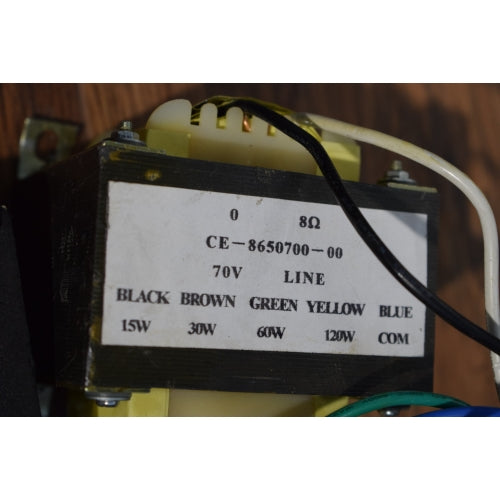 0 8Ω
CE-8650700-00
70V LINE
BLACK BROWN GREEN YELLOW BLUE
15W 30W 60W 120W COM